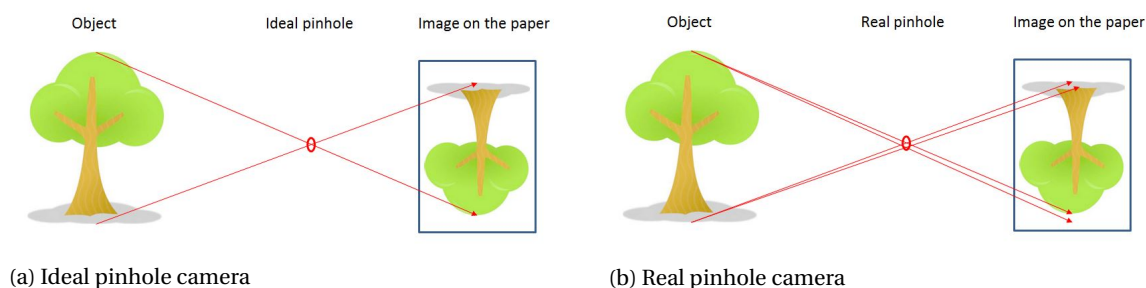 Object Ideal pinhole Image on the paper
Object Real pinhole Image on the paper
(a) Ideal pinhole camera
(b) Real pinhole camera